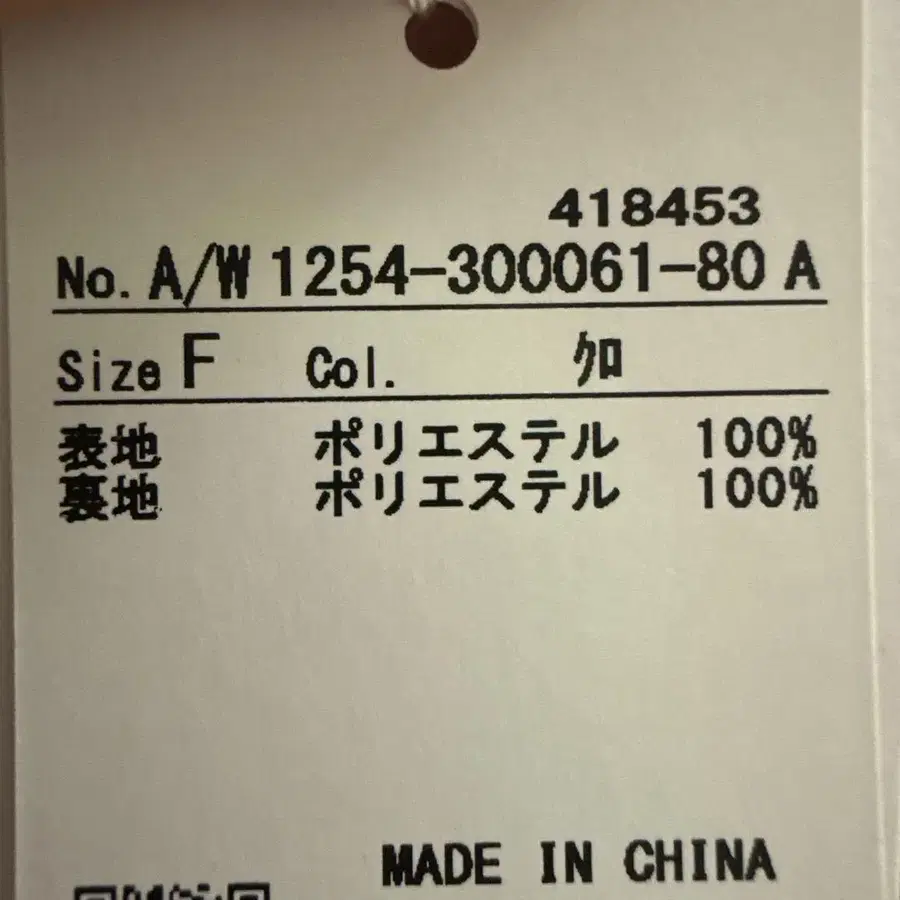 418453
No. A/W 1254-300061-80 A
Size F Col. ｸﾛ
表地 ポリエステル 100%
裏地 ポリエステル 100%
MADE IN CHINA